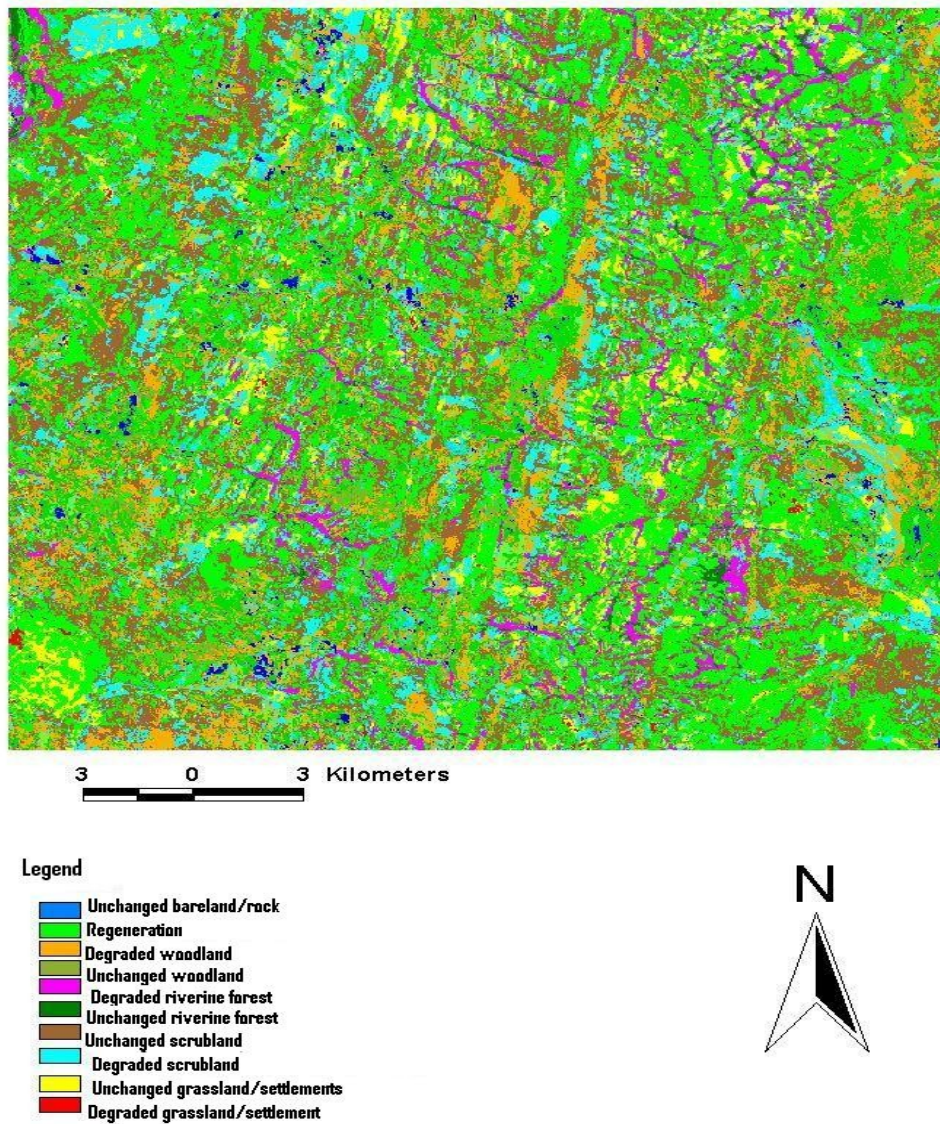 3 0 3 Kilometers
Legend
Unchanged bareland/rock
Regeneration
Degraded woodland
Unchanged woodland
Degraded riverine forest
Unchanged riverine forest
Unchanged scrubland
Degraded scrubland
Unchanged grassland/settlements
Degraded grassland/settlement
N